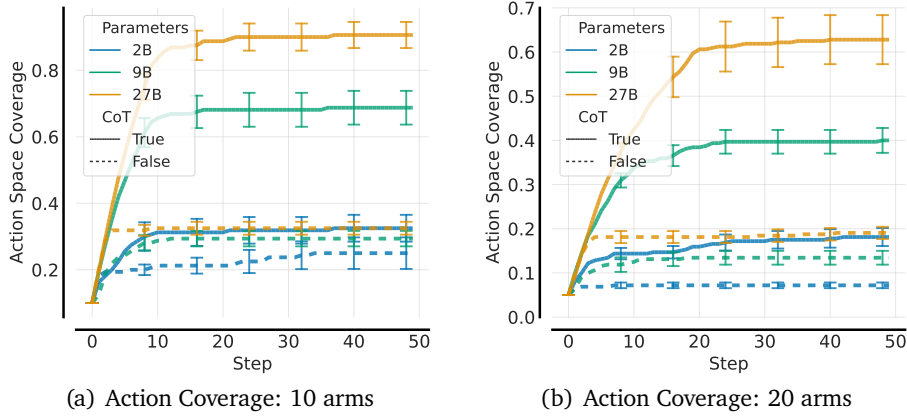 Parameters
2B
9B
27B
CoT
True
False
Action Space Coverage
0.8
0.6
0.4
0.2
0 10 20 30 40 50
Step
(a) Action Coverage: 10 arms
Parameters
2B
9B
27B
CoT
True
False
Action Space Coverage
0.7
0.6
0.5
0.4
0.3
0.2
0.1
0.0
0 10 20 30 40 50
Step
(b) Action Coverage: 20 arms